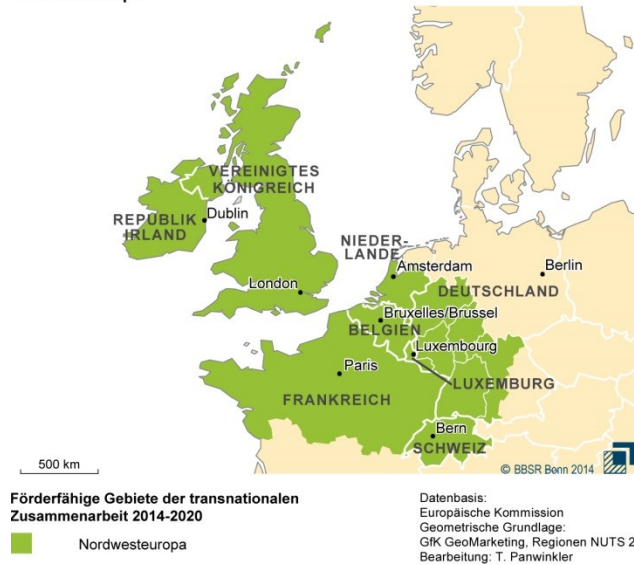 VEREINIGTES
KÖNIGREICH
REPUBLIK
IRLAND
Dublin
NIEDER-
LANDE
Amsterdam
Berlin
DEUTSCHLAND
London
Bruxelles/Brüssel
BELGIEN
Luxembourg
Paris
LUXEMBURG
FRANKREICH
Bern
SCHWEIZ
500 km
© BBSR Bonn 2014
Förderfähige Gebiete der transnationalen
Zusammenarbeit 2014-2020
Nordwesteuropa
Datenbasis:
Europäische Kommission
Geometrische Grundlage:
GfK GeoMarketing, Regionen NUTS 2
Bearbeitung: T. Panwinkler